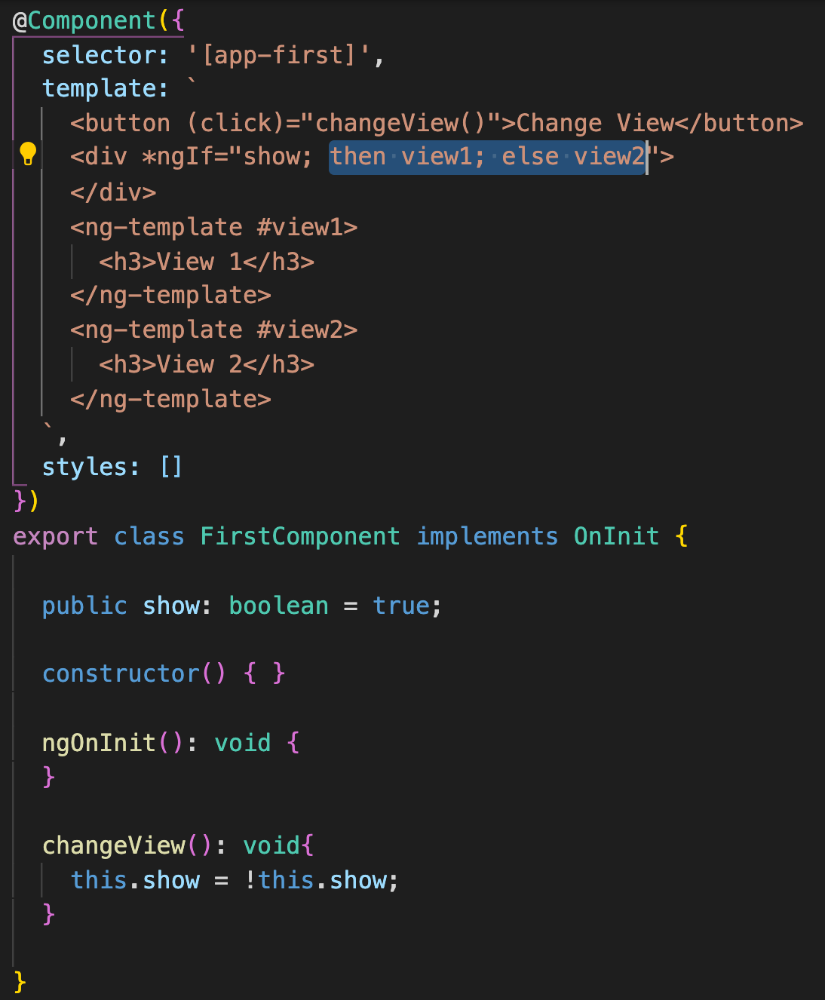 @Component({
  selector: '[app-first]',
  template: `
    <button (click)="changeView()">Change View</button>
    <div *ngIf="show; then view1; else view2">
    </div>
    <ng-template #view1>
      <h3>View 1</h3>
    </ng-template>
    <ng-template #view2>
      <h3>View 2</h3>
    </ng-template>
  `,
  styles: []
})
export class FirstComponent implements OnInit {

  public show: boolean = true;

  constructor() { }

  ngOnInit(): void {
  }

  changeView(): void{
    this.show = !this.show;
  }

}